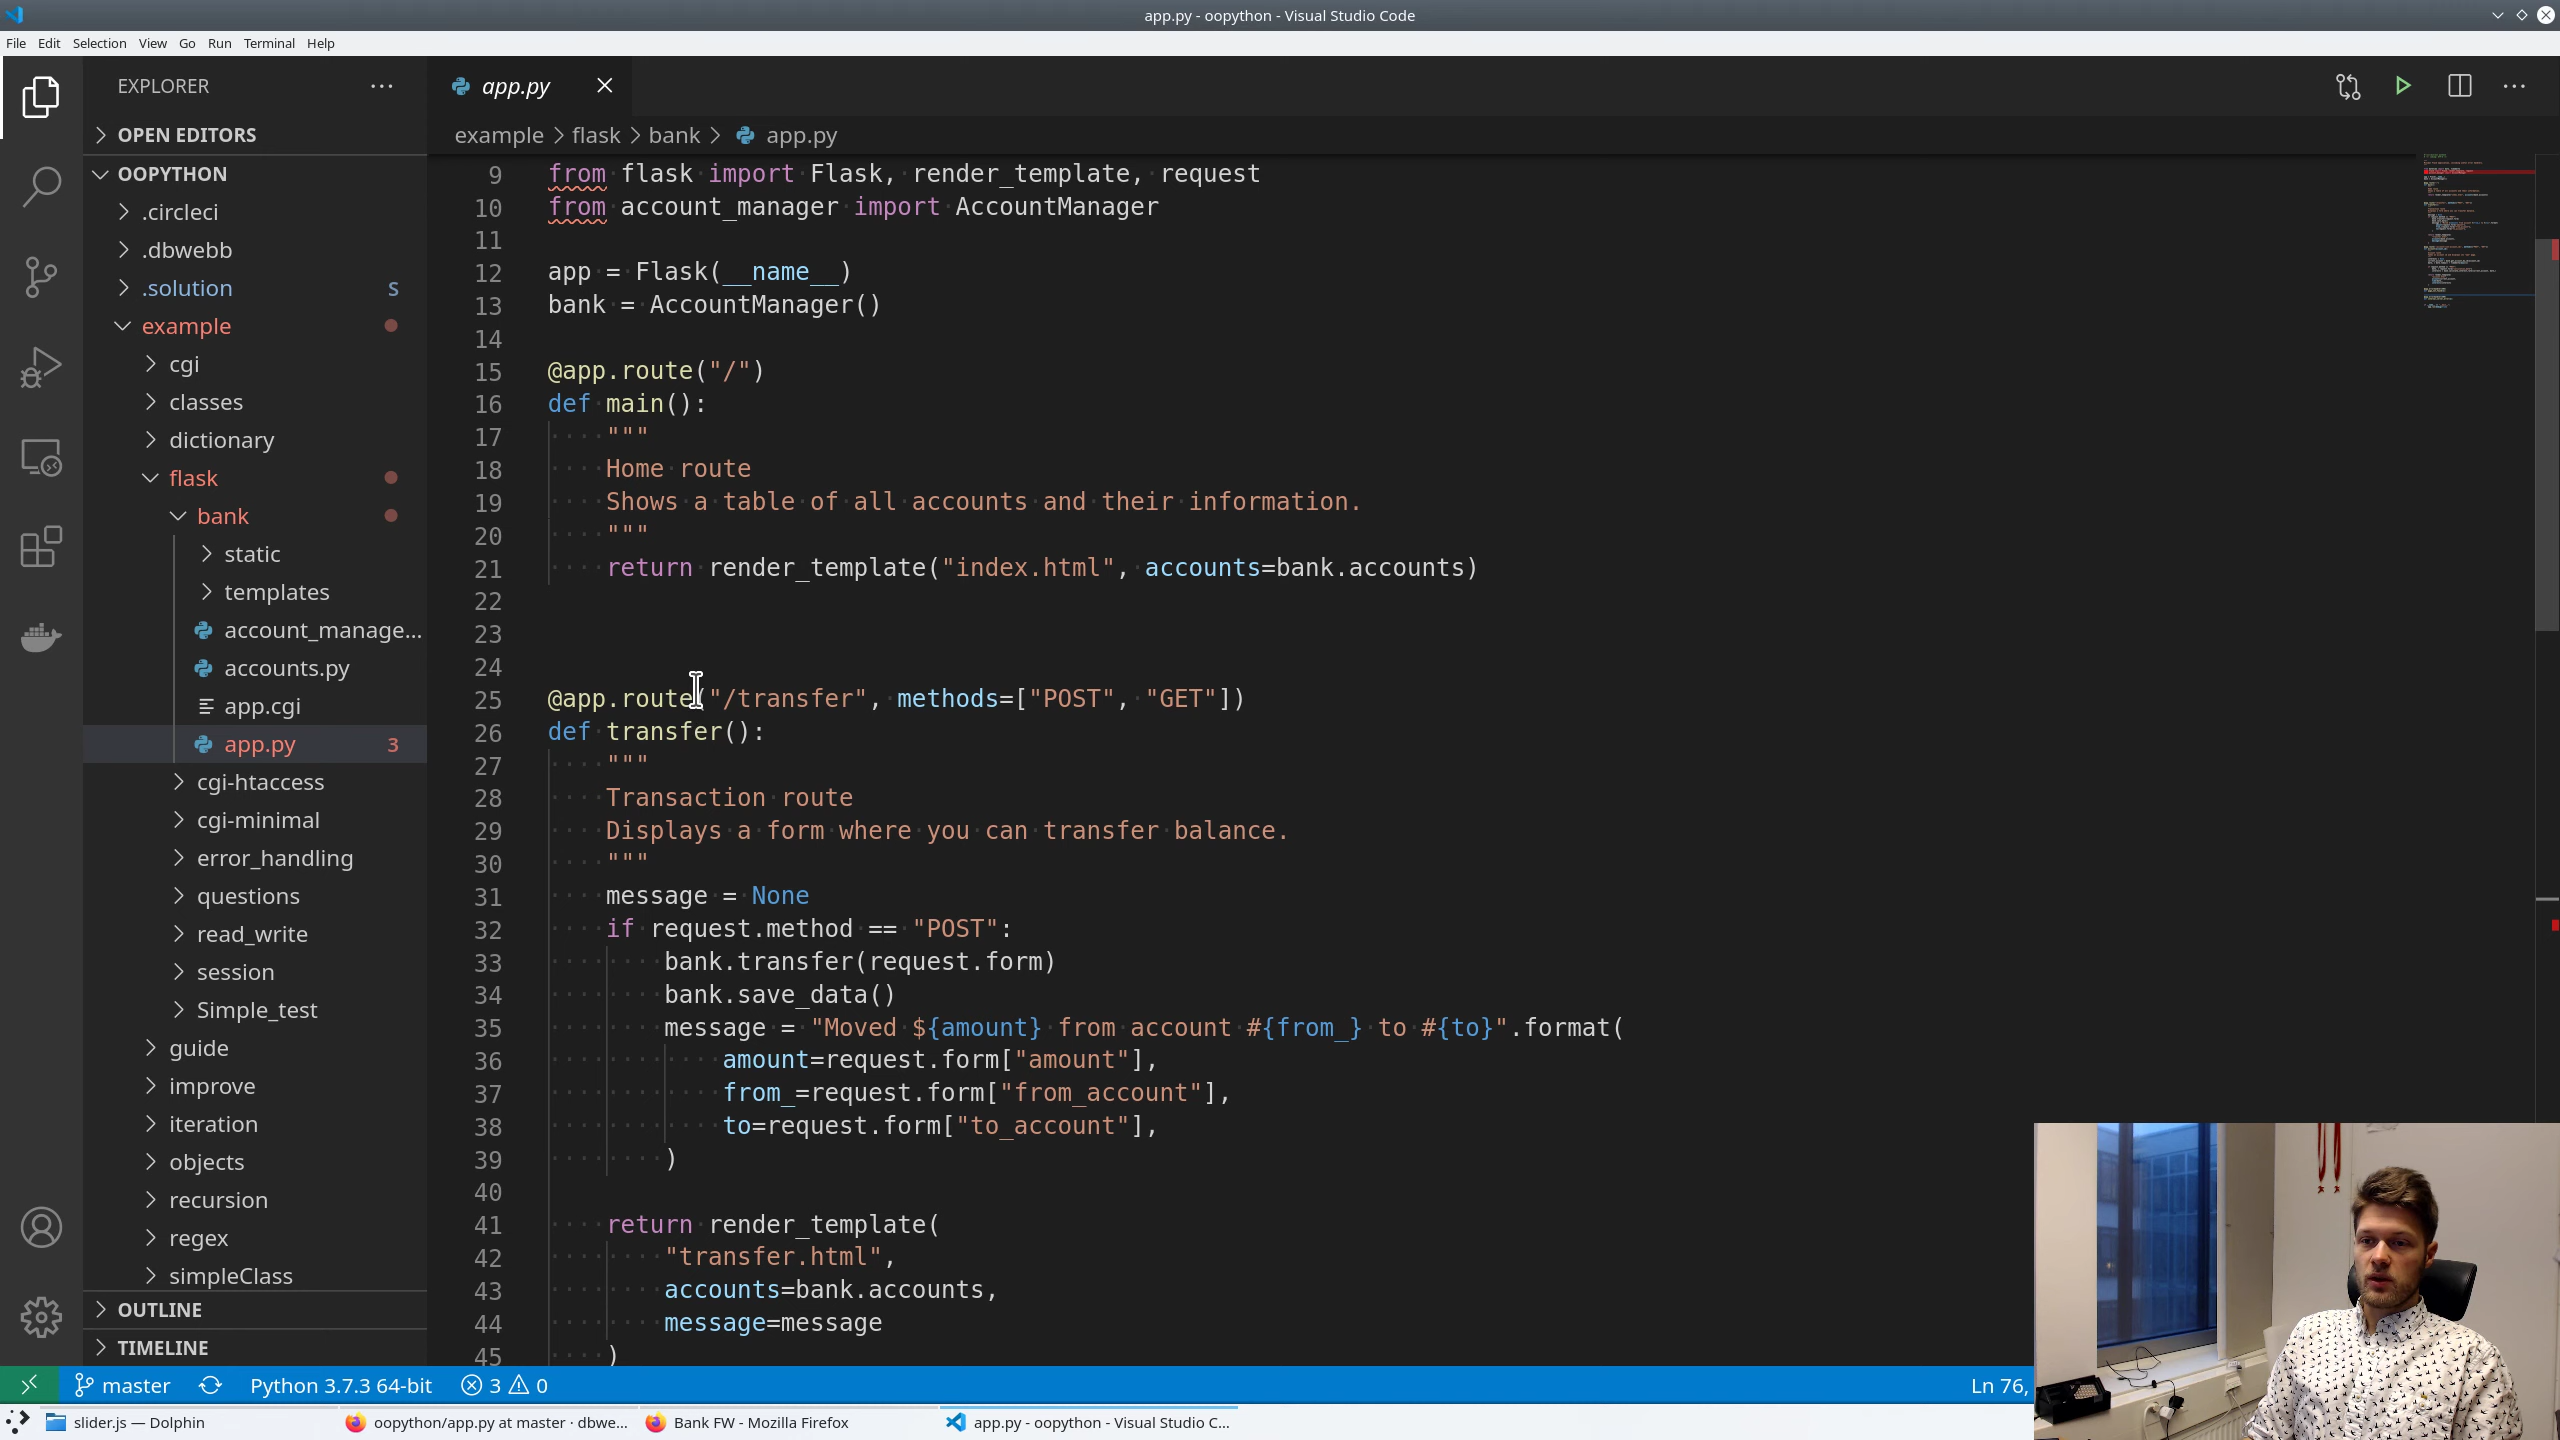 app.py - oopython - Visual Studio Code
File Edit Selection View Go Run Terminal Help
EXPLORER
OPEN EDITORS
OOPYTHON
.circleci
.dbwebb
.solution S
example
cgi
classes
dictionary
flask
bank
static
templates
account_manage...
accounts.py
app.cgi
app.py 3
cgi-htaccess
cgi-minimal
error_handling
questions
read_write
session
Simple_test
guide
improve
iteration
objects
recursion
regex
simpleClass
OUTLINE
TIMELINE
app.py
example > flask > bank > app.py
9 from flask import Flask, render_template, request
10 from account_manager import AccountManager
11
12 app = Flask(__name__)
13 bank = AccountManager()
14
15 @app.route("/")
16 def main():
17 """
18 Home route
19 Shows a table of all accounts and their information.
20 """
21 return render_template("index.html", accounts=bank.accounts)
22
23
24
25 @app.route("/transfer", methods=["POST", "GET"])
26 def transfer():
27 """
28 Transaction route
29 Displays a form where you can transfer balance.
30 """
31 message = None
32 if request.method == "POST":
33 bank.transfer(request.form)
34 bank.save_data()
35 message = "Moved ${amount} from account #{from_} to #{to}".format(
36 amount=request.form["amount"],
37 from_=request.form["from_account"],
38 to=request.form["to_account"],
39 )
40
41 return render_template(
42 "transfer.html",
43 accounts=bank.accounts,
44 message=message
45 )
master Python 3.7.3 64-bit 3 0 Ln 76,
slider.js — Dolphin oopython/app.py at master · dbwe... Bank FW - Mozilla Firefox app.py - oopython - Visual Studio C...